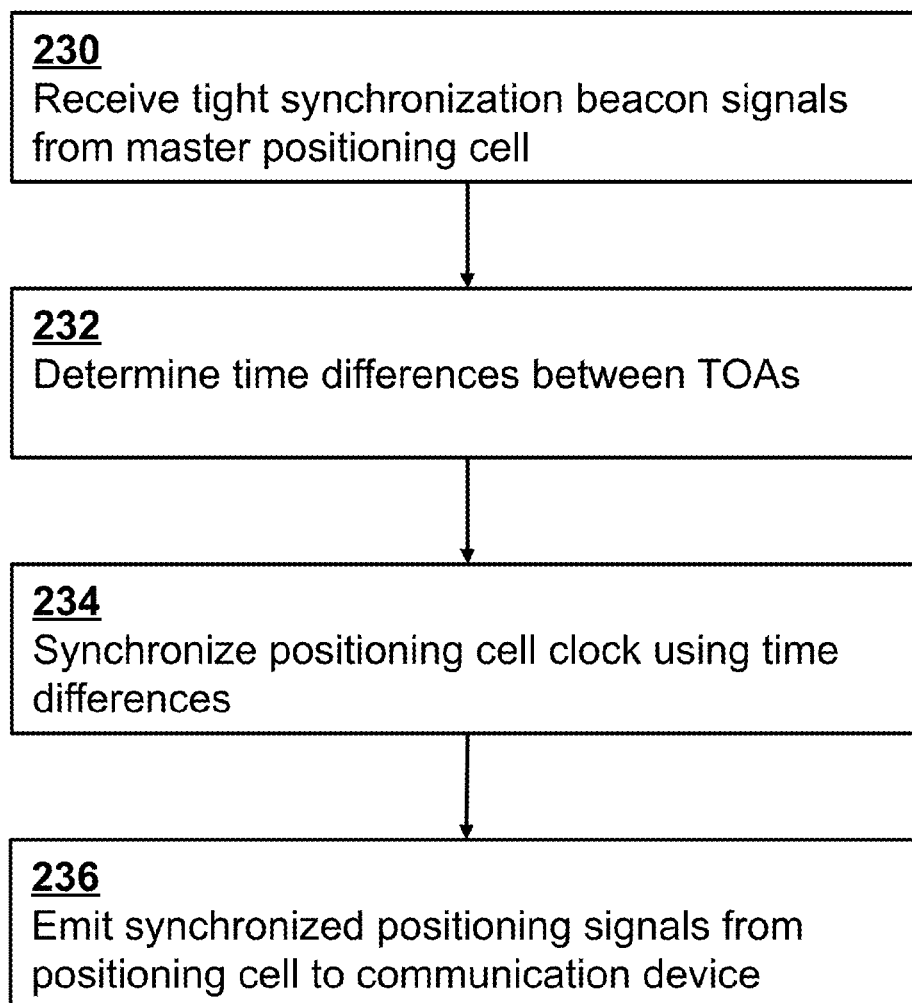 230
Receive tight synchronization beacon signals
from master positioning cell
232
Determine time differences between TOAs
234
Synchronize positioning cell clock using time
differences
236
Emit synchronized positioning signals from
positioning cell to communication device